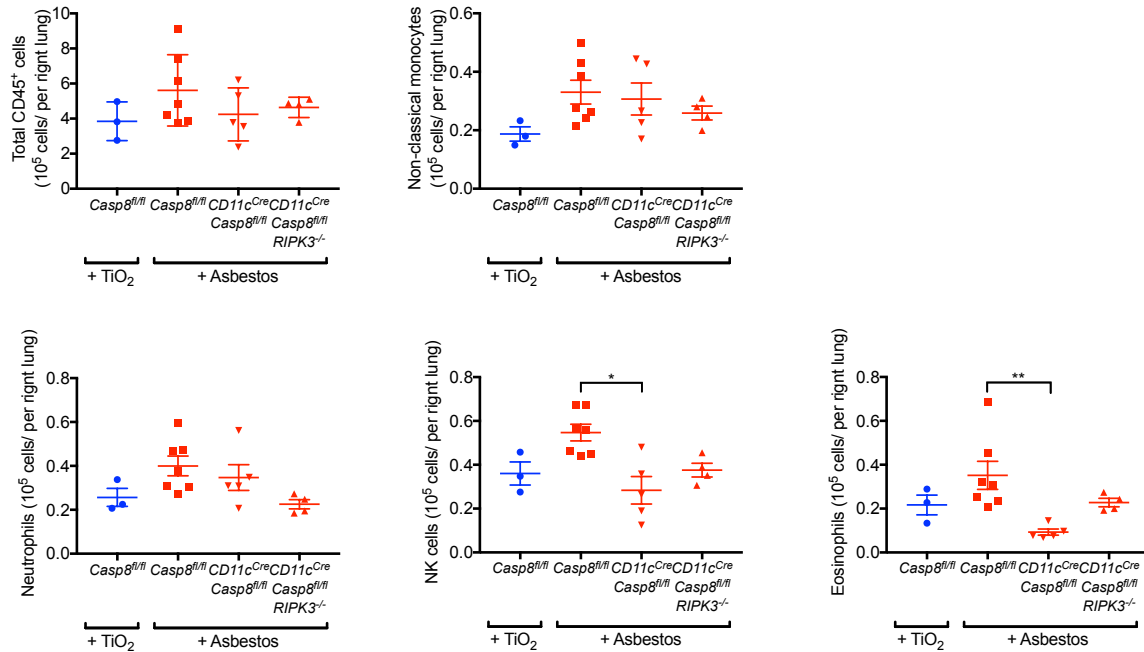 Total CD45⁺ cells
(10⁵ cells/ per rignt lung)
10
8
6
4
2
0
Casp8ᶠˡ/ᶠˡ Casp8ᶠˡ/ᶠˡ CD11cCre CD11cCre
Casp8ᶠˡ/ᶠˡ Casp8ᶠˡ/ᶠˡ
RIPK3⁻/⁻
+ TiO₂ + Asbestos
Non-classical monocytes
(10⁵ cells/ per rignt lung)
0.6
0.4
0.2
0.0
Casp8ᶠˡ/ᶠˡ Casp8ᶠˡ/ᶠˡ CD11cCre CD11cCre
Casp8ᶠˡ/ᶠˡ Casp8ᶠˡ/ᶠˡ
RIPK3⁻/⁻
+ TiO₂ + Asbestos
Neutrophils (10⁵ cells/ per rignt lung)
0.8
0.6
0.4
0.2
0.0
Casp8ᶠˡ/ᶠˡ Casp8ᶠˡ/ᶠˡ CD11cCre CD11cCre
Casp8ᶠˡ/ᶠˡ Casp8ᶠˡ/ᶠˡ
RIPK3⁻/⁻
+ TiO₂ + Asbestos
NK cells (10⁵ cells/ per rignt lung)
0.8
0.6
0.4
0.2
0.0
*
Casp8ᶠˡ/ᶠˡ Casp8ᶠˡ/ᶠˡ CD11cCre CD11cCre
Casp8ᶠˡ/ᶠˡ Casp8ᶠˡ/ᶠˡ
RIPK3⁻/⁻
+ TiO₂ + Asbestos
Eosinophils (10⁵ cells/ per rignt lung)
0.8
0.6
0.4
0.2
0.0
**
Casp8ᶠˡ/ᶠˡ Casp8ᶠˡ/ᶠˡ CD11cCre CD11cCre
Casp8ᶠˡ/ᶠˡ Casp8ᶠˡ/ᶠˡ
RIPK3⁻/⁻
+ TiO₂ + Asbestos